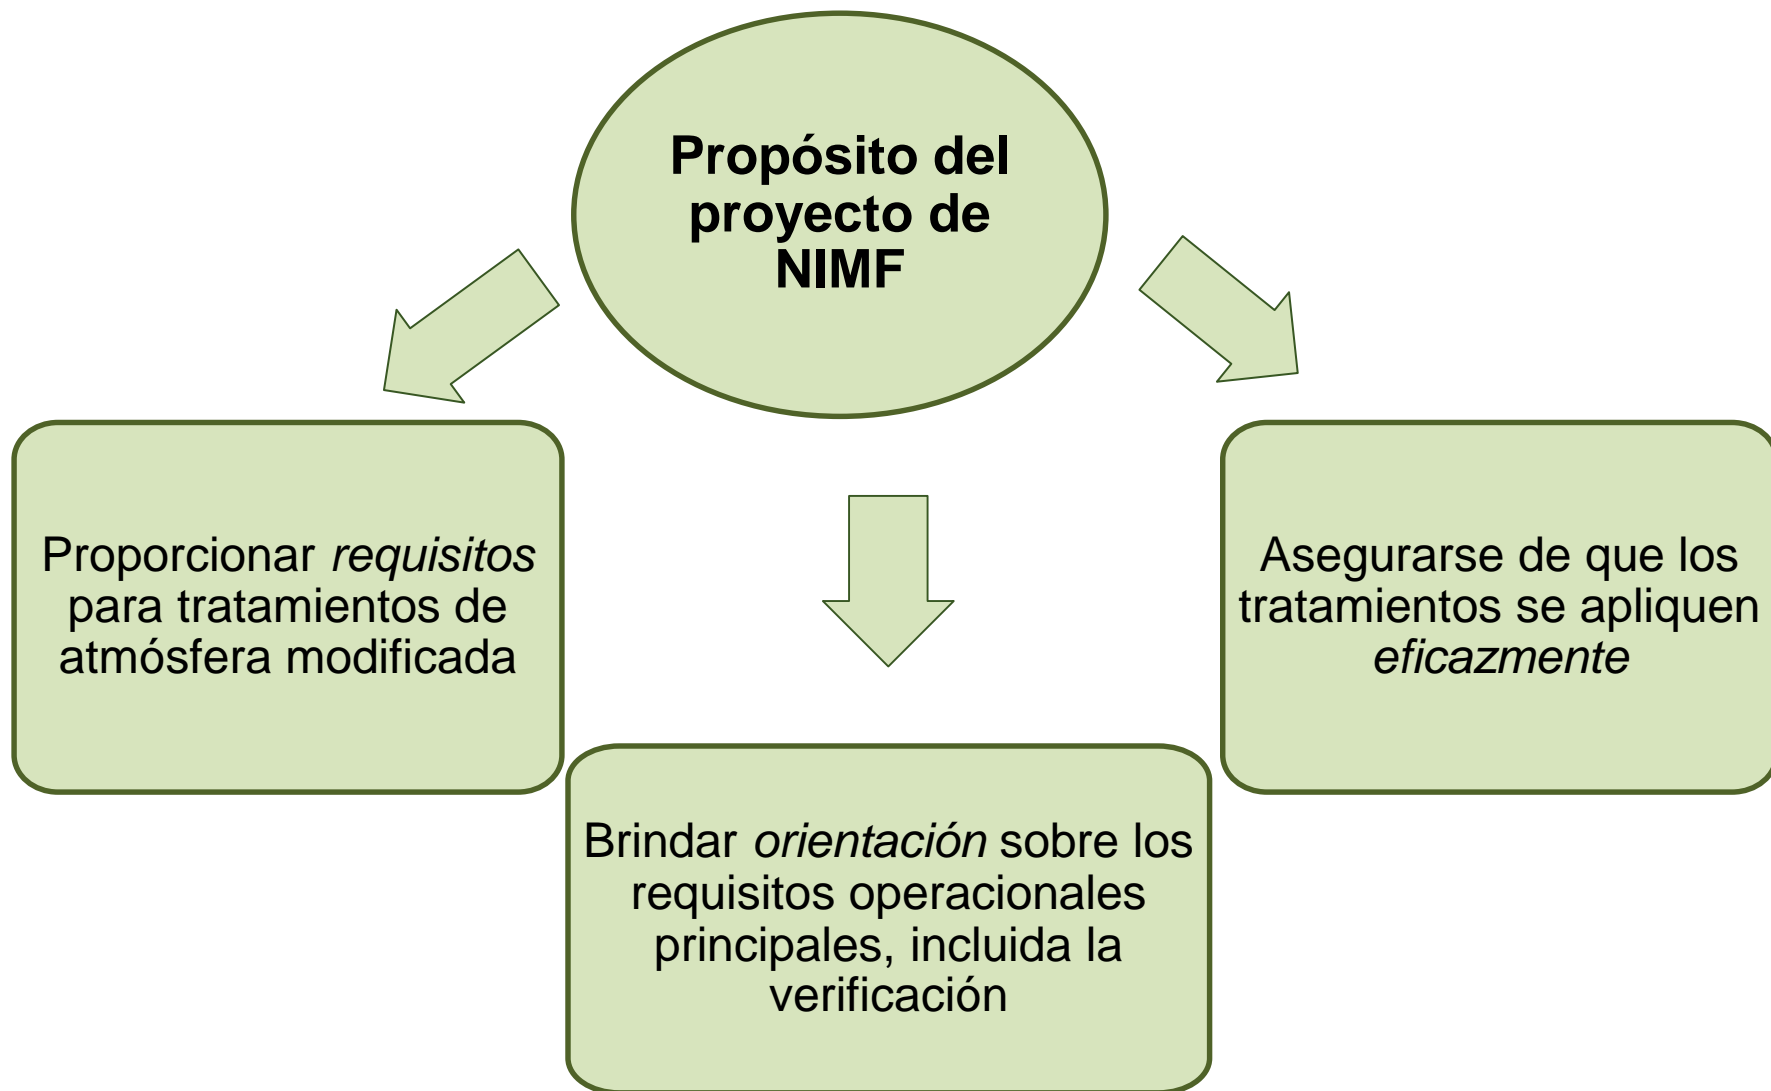 Propósito del
proyecto de
NIMF
Proporcionar requisitos
para tratamientos de
atmósfera modificada
Brindar orientación sobre los
requisitos operacionales
principales, incluida la
verificación
Asegurarse de que los
tratamientos se apliquen
eficazmente